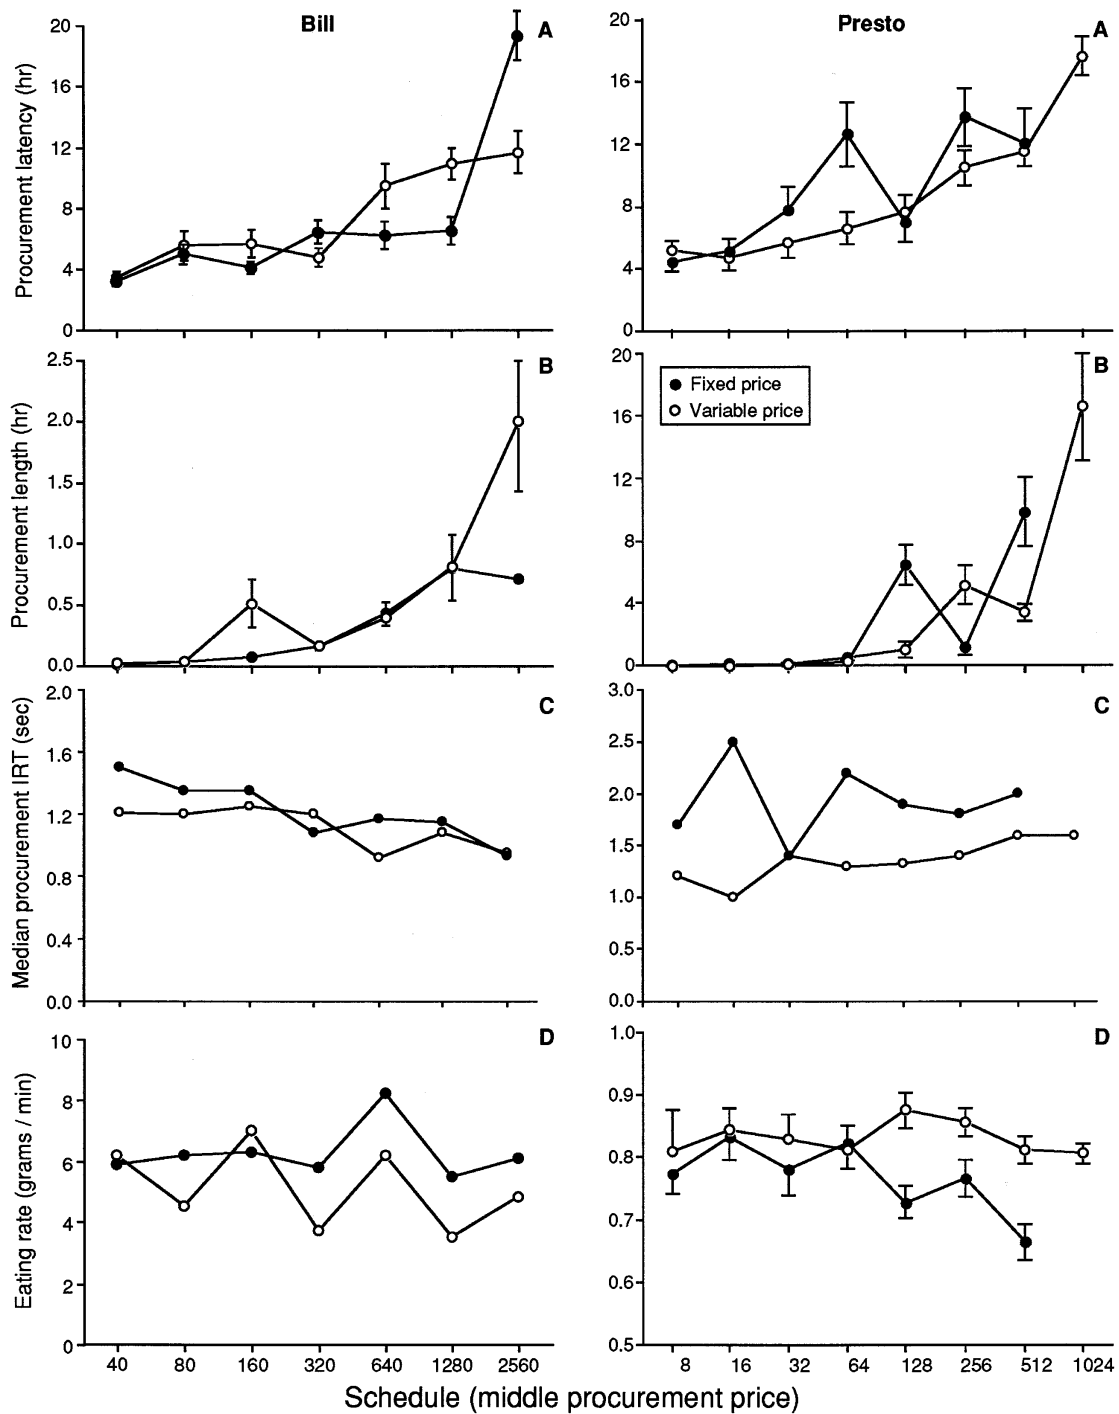 Bill
Presto
A
Procurement latency (hr)
20
16
12
8
4
0
A
20
16
12
8
4
0
B
Procurement length (hr)
2.5
2.0
1.5
1.0
0.5
0.0
B
20
16
12
8
4
0
Fixed price
Variable price
C
Median procurement IRT (sec)
2.0
1.6
1.2
0.8
0.4
0.0
C
3.0
2.5
2.0
1.5
1.0
0.5
0.0
D
Eating rate (grams / min)
10
8
6
4
2
0
40 80 160 320 640 1280 2560
D
1.0
0.9
0.8
0.7
0.6
0.5
8 16 32 64 128 256 512 1024
Schedule (middle procurement price)